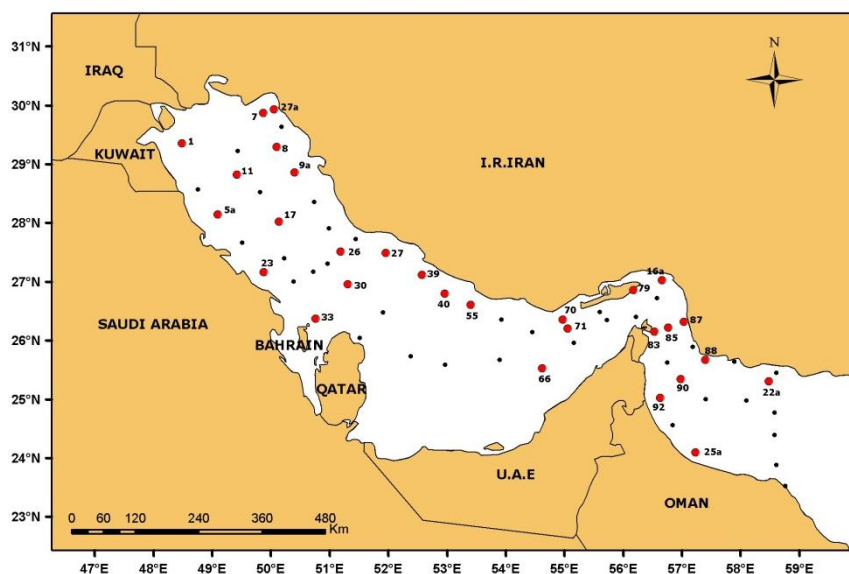 31°N
30°N
29°N
28°N
27°N
26°N
25°N
24°N
23°N
IRAQ
KUWAIT
SAUDI ARABIA
BAHRAIN
QATAR
I.R.IRAN
U.A.E
OMAN
N
7
27a
1
8
9a
11
5a
17
23
26
27
30
33
39
40
55
66
70
71
79
16a
83
85
87
88
90
92
22a
25a
0 60 120 240 360 480
Km
47°E 48°E 49°E 50°E 51°E 52°E 53°E 54°E 55°E 56°E 57°E 58°E 59°E